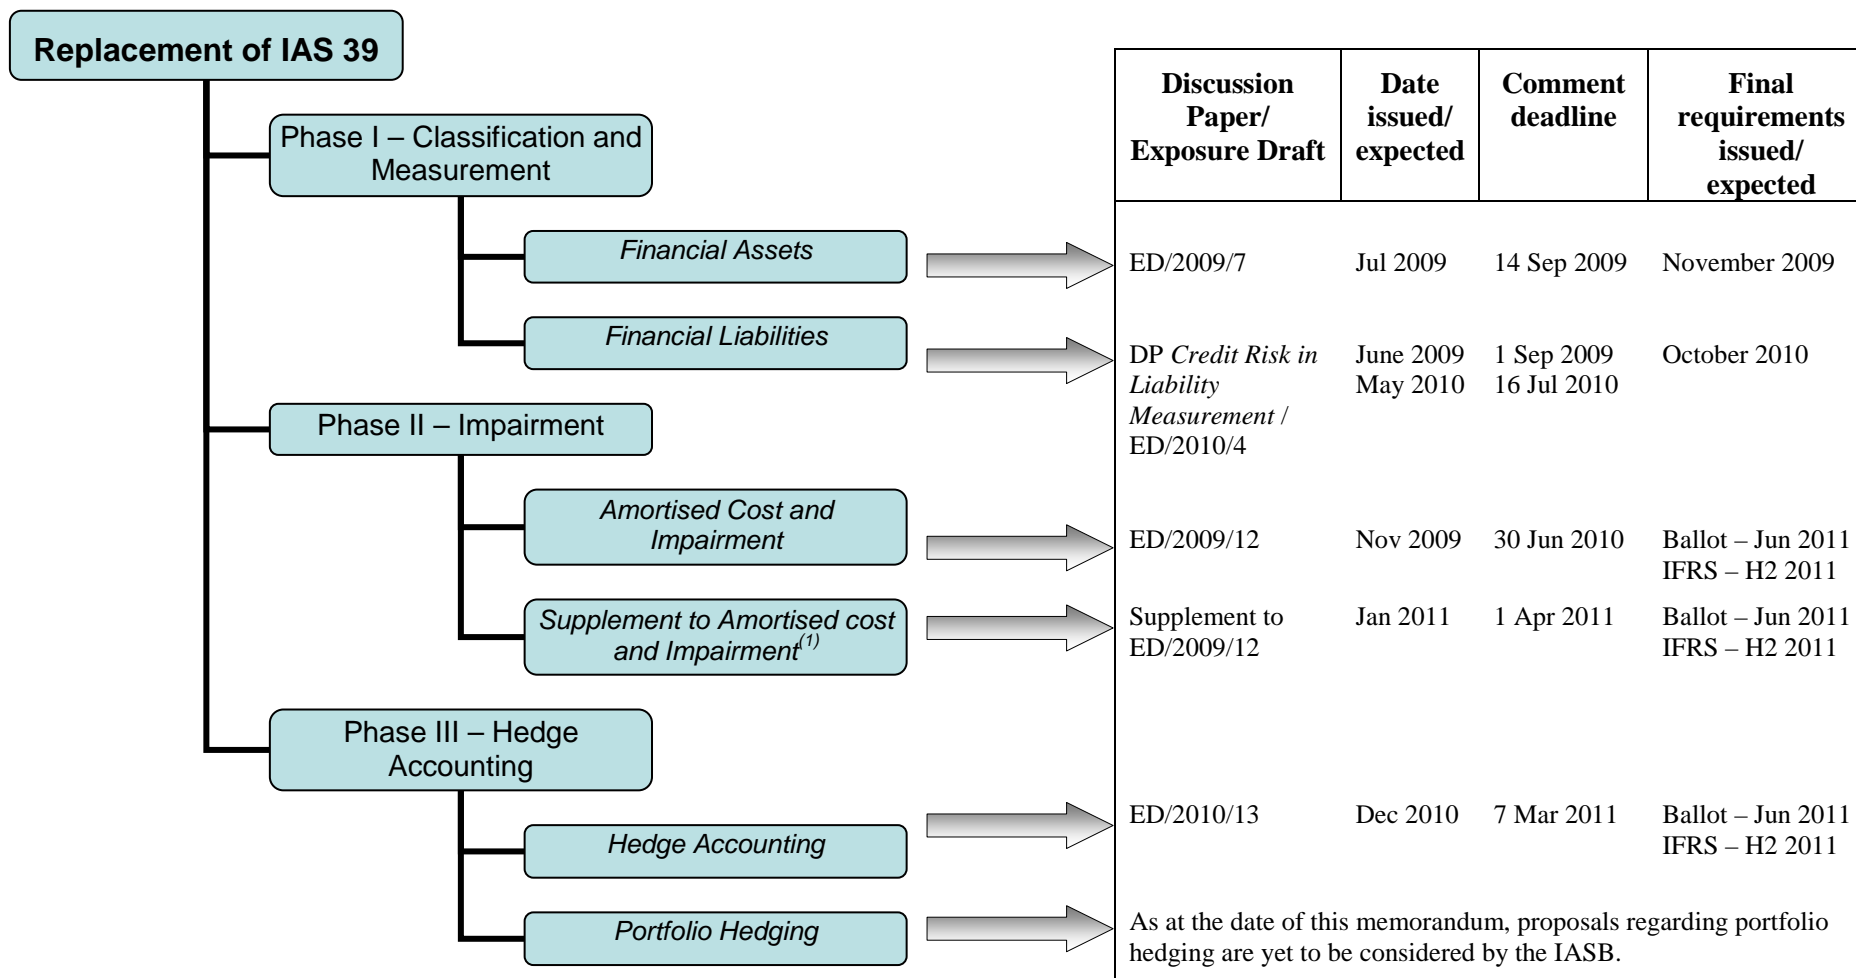 Replacement of IAS 39
Phase I – Classification and
Measurement
Financial Assets
Financial Liabilities
Phase II – Impairment
Amortised Cost and
Impairment
Supplement to Amortised cost
and Impairment(1)
Phase III – Hedge
Accounting
Hedge Accounting
Portfolio Hedging
Discussion
Paper/
Exposure Draft
Date
issued/
expected
Comment
deadline
Final
requirements
issued/
expected
ED/2009/7 Jul 2009 14 Sep 2009 November 2009
DP Credit Risk in June 2009 1 Sep 2009 October 2010
Liability May 2010 16 Jul 2010
Measurement /
ED/2010/4
ED/2009/12 Nov 2009 30 Jun 2010 Ballot – Jun 2011
IFRS – H2 2011
Supplement to Jan 2011 1 Apr 2011 Ballot – Jun 2011
ED/2009/12 IFRS – H2 2011
ED/2010/13 Dec 2010 7 Mar 2011 Ballot – Jun 2011
IFRS – H2 2011
As at the date of this memorandum, proposals regarding portfolio
hedging are yet to be considered by the IASB.